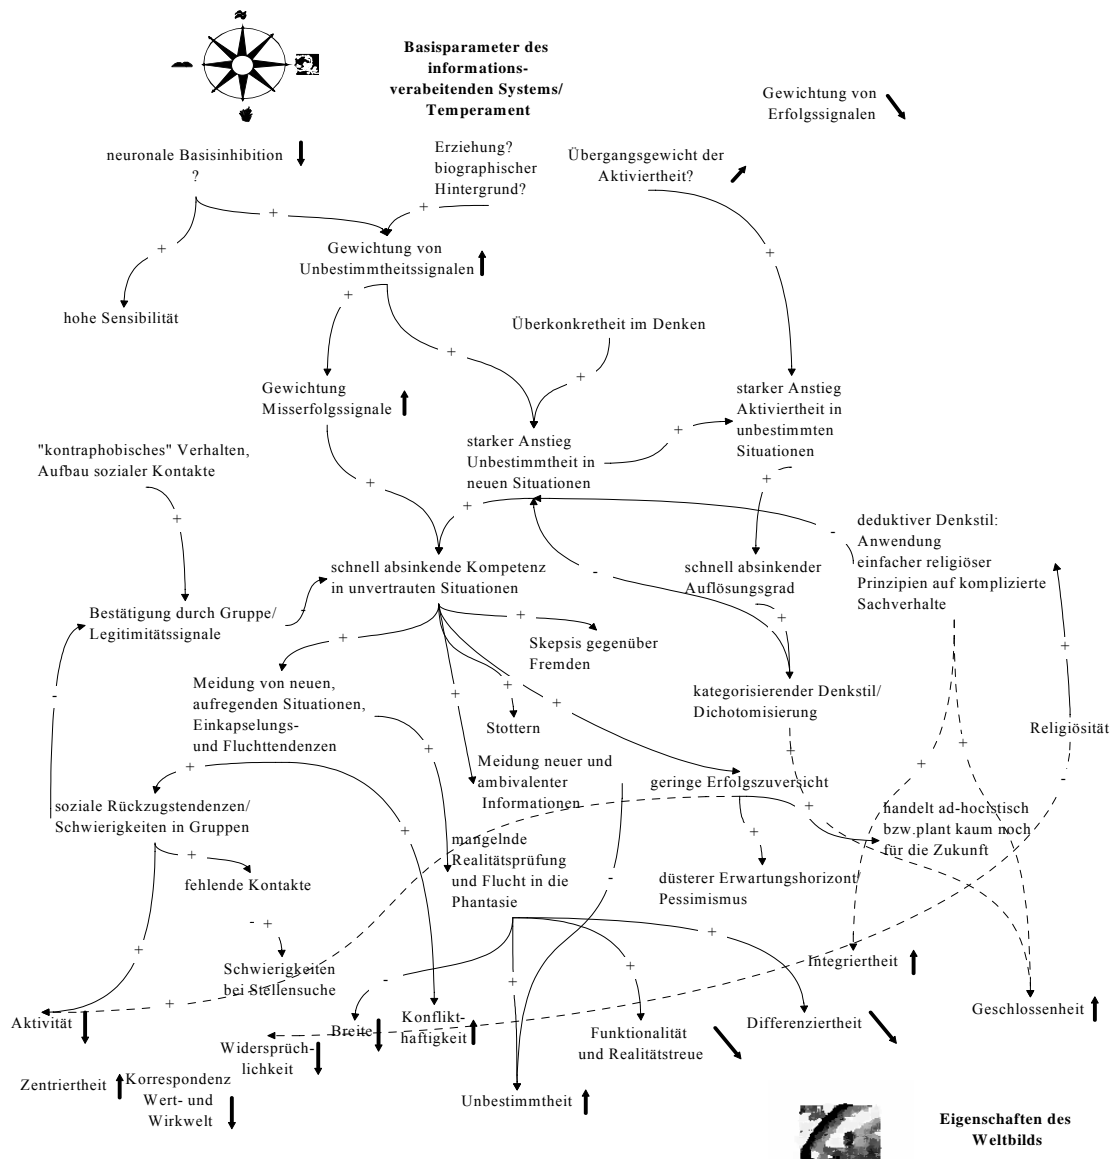 Basisparameter des
informations-
verabeitenden Systems/
Temperament
Gewichtung von
Erfolgssignalen
neuronale Basisinhibition
?
Erziehung?
biographischer
Hintergrund?
Übergangsgewicht der
Aktiviertheit?
+
+
+
+
Gewichtung von
Unbestimmtheitssignalen
hohe Sensibilität
+
+
Überkonkretheit im Denken
+
Gewichtung
Misserfolgssignale
starker Anstieg
Aktiviertheit in
unbestimmten
Situationen
+
starker Anstieg
Unbestimmtheit in
neuen Situationen
"kontraphobisches" Verhalten,
Aufbau sozialer Kontakte
+
+
+
+
-
deduktiver Denkstil:
Anwendung
einfacher religiöser
Prinzipien auf komplizierte
Sachverhalte
schnell absinkende Kompetenz
in unvertrauten Situationen
-
schnell absinkender
Auflösungsgrad
Bestätigung durch Gruppe/
Legitimitätssignale
-
+
+
+
+
Skepsis gegenüber
Fremden
Meidung von neuen,
aufregenden Situationen,
Einkapselungs-
und Fluchttendenzen
-
+
+
+
Stottern
kategorisierender Denkstil/
Dichotomisierung
Religiösität
+
+
+
+
+
-
Meidung neuer und
ambivalenter
Informationen
geringe Erfolgszuversicht
soziale Rückzugstendenzen/
Schwierigkeiten in Gruppen
+
+
+
handelt ad-hocistisch
bzw.plant kaum noch
für die Zukunft
mangelnde
Realitätsprüfung
und Flucht in die
Phantasie
+
fehlende Kontakte
düsterer Erwartungshorizont/
Pessimismus
-
- +
+
+
Schwierigkeiten
bei Stellensuche
-
+
+
Integriertheit
+
Aktivität
Breite
Konflikt-
haftigkeit
Widersprüch-
lichkeit
Funktionalität
und Realitätstreue
Differenziertheit
Geschlossenheit
Zentriertheit
Korrespondenz
Wert- und
Wirkwelt
Unbestimmtheit
Eigenschaften des
Weltbilds